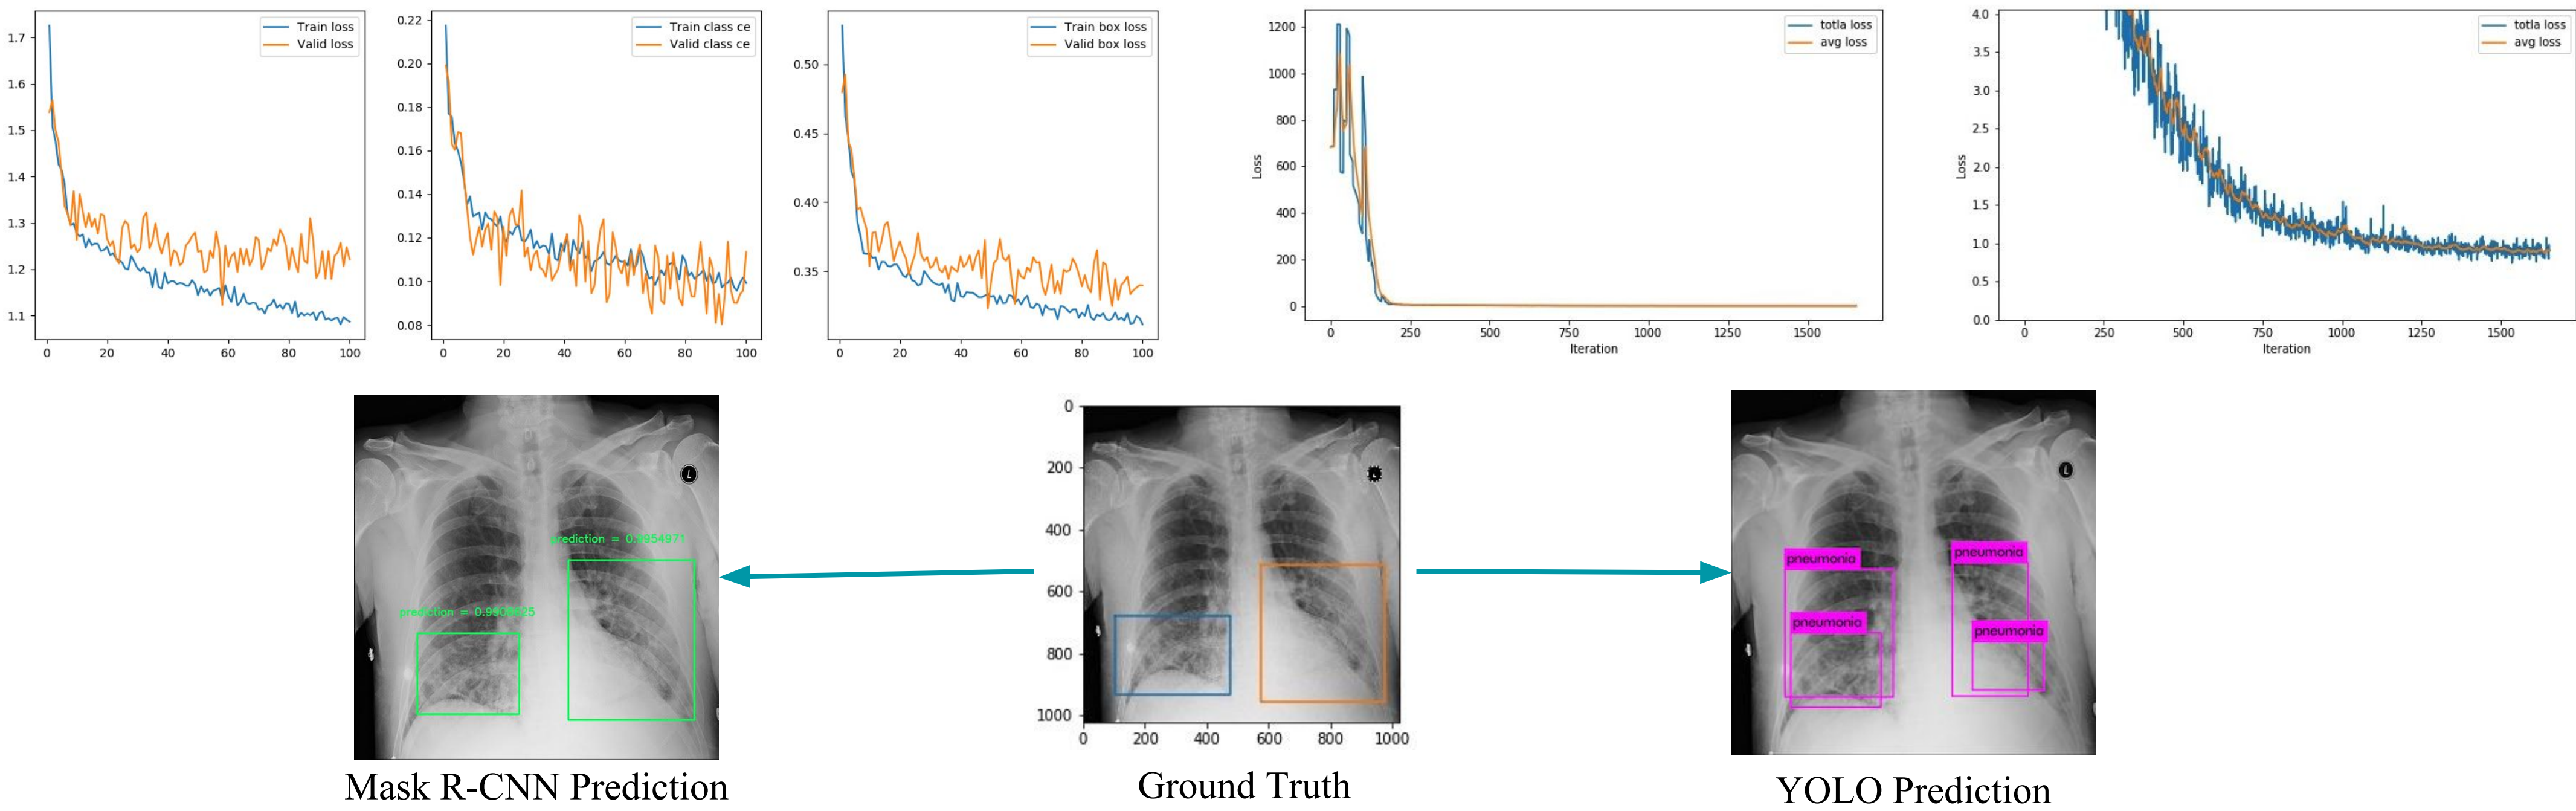 Train loss
Valid loss
1.7
1.6
1.5
1.4
1.3
1.2
1.1
0 20 40 60 80 100
Train class ce
Valid class ce
0.22
0.20
0.18
0.16
0.14
0.12
0.10
0.08
0 20 40 60 80 100
Train box loss
Valid box loss
0.50
0.45
0.40
0.35
0 20 40 60 80 100
totla loss
avg loss
1200
1000
800
600
400
200
0
Loss
0 250 500 750 1000 1250 1500
Iteration
totla loss
avg loss
4.0
3.5
3.0
2.5
2.0
1.5
1.0
0.5
0.0
Loss
0 250 500 750 1000 1250 1500
Iteration
L
prediction = 0.9954971
prediction =
Mask R-CNN Prediction
0
200
400
600
800
1000
L
0 200 400 600 800 1000
Ground Truth
L
pneumonia
pneumonia
pneumonia
pneumonia
YOLO Prediction